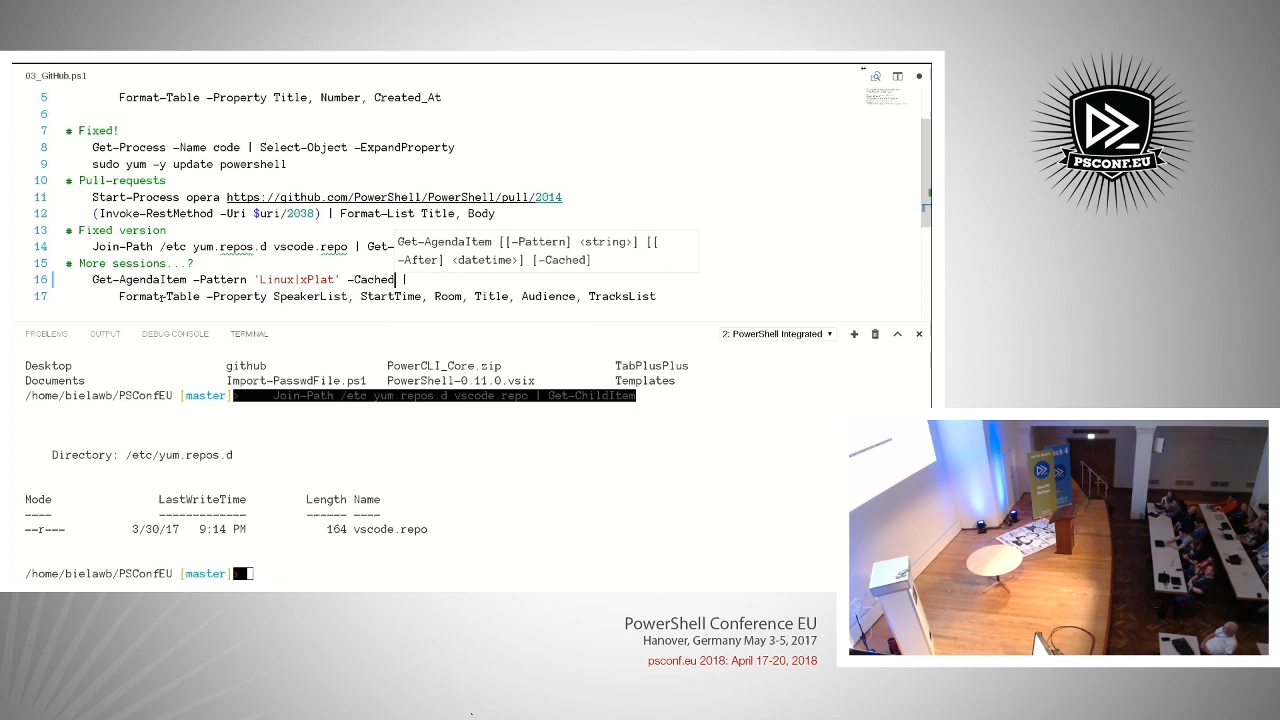 03_GitHub.ps1
5 Format-Table -Property Title, Number, Created_At
6
7 # Fixed!
8 Get-Process -Name code | Select-Object -ExpandProperty
9 sudo yum -y update powershell
10 # Pull-requests
11 Start-Process opera https://github.com/PowerShell/PowerShell/pull/2014
12 (Invoke-RestMethod -Uri $uri/2038) | Format-List Title, Body
13 # Fixed version
14 Join-Path /etc yum.repos.d vscode.repo | Get-
Get-AgendaItem [[-Pattern] <string>] [[
-After] <datetime>] [-Cached]
15 # More sessions...?
16 Get-AgendaItem -Pattern 'Linux|xPlat' -Cached |
17 Format-Table -Property SpeakerList, StartTime, Room, Title, Audience, TracksList
PROBLEMS OUTPUT DEBUG CONSOLE TERMINAL 2: PowerShell Integrated
Desktop github PowerCLI_Core.zip TabPlusPlus
Documents Import-PasswdFile.ps1 PowerShell-0.11.0.vsix Templates
/home/bielawb/PSConfEU [master]> Join-Path /etc yum.repos.d vscode.repo | Get-ChildItem
Directory: /etc/yum.repos.d
Mode LastWriteTime Length Name
---- ------------- ------ ----
--r--- 3/30/17 9:14 PM 164 vscode.repo
/home/bielawb/PSConfEU [master]>
PSCONF.EU
PowerShell Conference EU
Hanover, Germany May 3-5, 2017
psconf.eu 2018: April 17-20, 2018